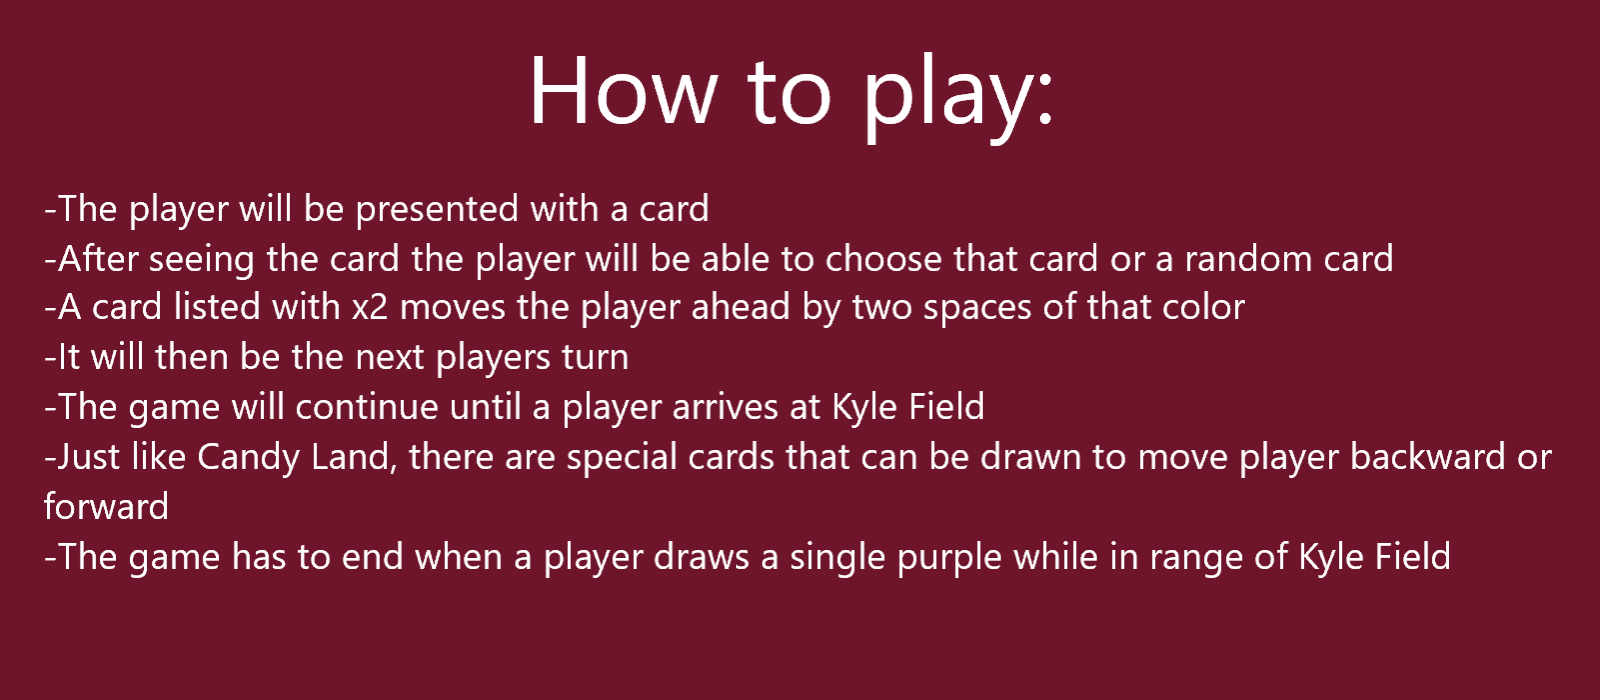 How to play:
-The player will be presented with a card
-After seeing the card the player will be able to choose that card or a random card
-A card listed with x2 moves the player ahead by two spaces of that color
-It will then be the next players turn
-The game will continue until a player arrives at Kyle Field
-Just like Candy Land, there are special cards that can be drawn to move player backward or
forward
-The game has to end when a player draws a single purple while in range of Kyle Field